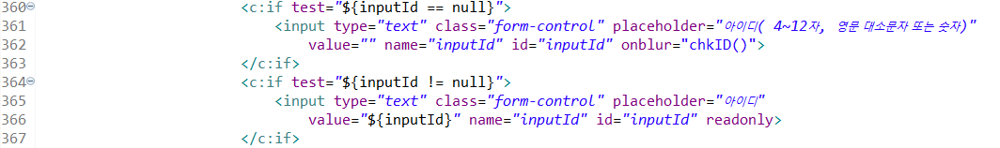 360 <c:if test="${inputId == null}">
361 <input type="text" class="form-control" placeholder="아이디( 4~12자, 영문 대소문자 또는 숫자)"
362 value="" name="inputId" id="inputId" onblur="chkID()">
363 </c:if>
364 <c:if test="${inputId != null}">
365 <input type="text" class="form-control" placeholder="아이디"
366 value="${inputId}" name="inputId" id="inputId" readonly>
367 </c:if>